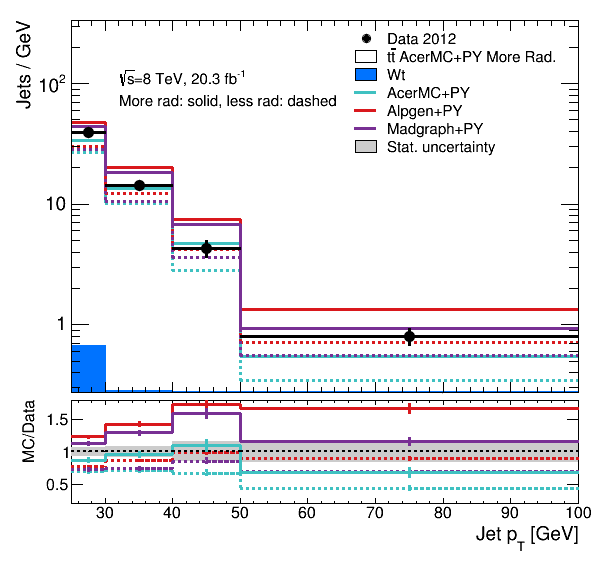 Jets / GeV
10²
10
1
√s=8 TeV, 20.3 fb⁻¹
More rad: solid, less rad: dashed
Data 2012
tt̄ AcerMC+PY More Rad.
Wt
AcerMC+PY
Alpgen+PY
Madgraph+PY
Stat. uncertainty
MC/Data
1.5
1
0.5
30 40 50 60 70 80 90 100
Jet p_T [GeV]